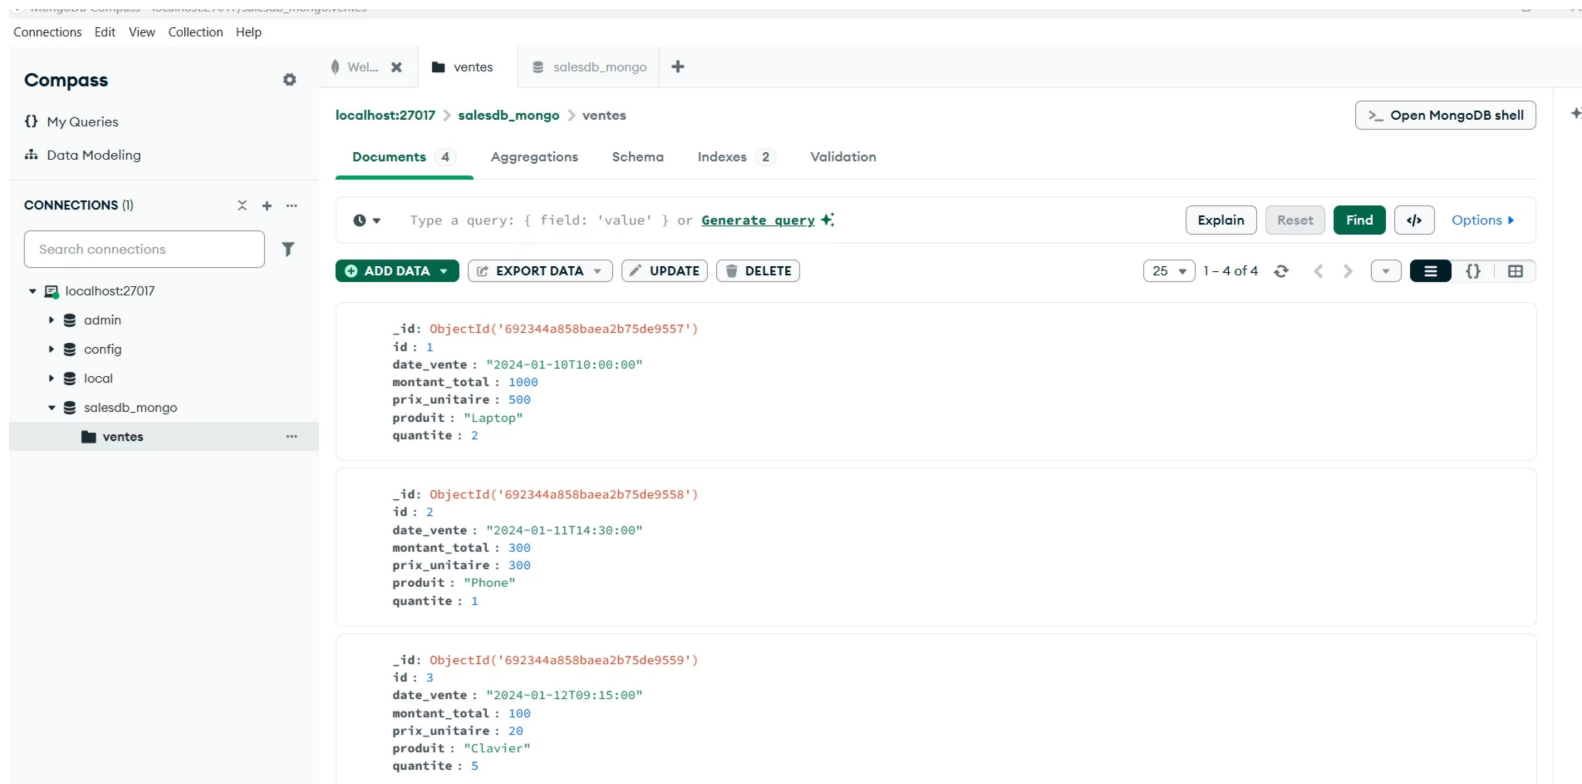 MongoDB Compass - localhost:27017/salesdb_mongo.ventes
Connections Edit View Collection Help
Compass
{} My Queries
Data Modeling
CONNECTIONS (1)
Search connections
localhost:27017
admin
config
local
salesdb_mongo
ventes
Wel...
ventes
salesdb_mongo
localhost:27017 > salesdb_mongo > ventes
>_ Open MongoDB shell
Documents 4 Aggregations Schema Indexes 2 Validation
Type a query: { field: 'value' } or Generate query
Explain Reset Find </> Options
ADD DATA EXPORT DATA UPDATE DELETE
25 1 – 4 of 4 {}
_id: ObjectId('692344a858baea2b75de9557')
id : 1
date_vente : "2024-01-10T10:00:00"
montant_total : 1000
prix_unitaire : 500
produit : "Laptop"
quantite : 2
_id: ObjectId('692344a858baea2b75de9558')
id : 2
date_vente : "2024-01-11T14:30:00"
montant_total : 300
prix_unitaire : 300
produit : "Phone"
quantite : 1
_id: ObjectId('692344a858baea2b75de9559')
id : 3
date_vente : "2024-01-12T09:15:00"
montant_total : 100
prix_unitaire : 20
produit : "Clavier"
quantite : 5